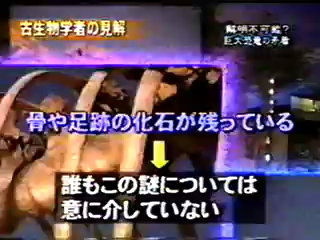 古生物学者の見解
解明不可能?
巨大恐竜の矛盾
骨や足跡の化石が残っている
誰もこの謎については
意に介していない